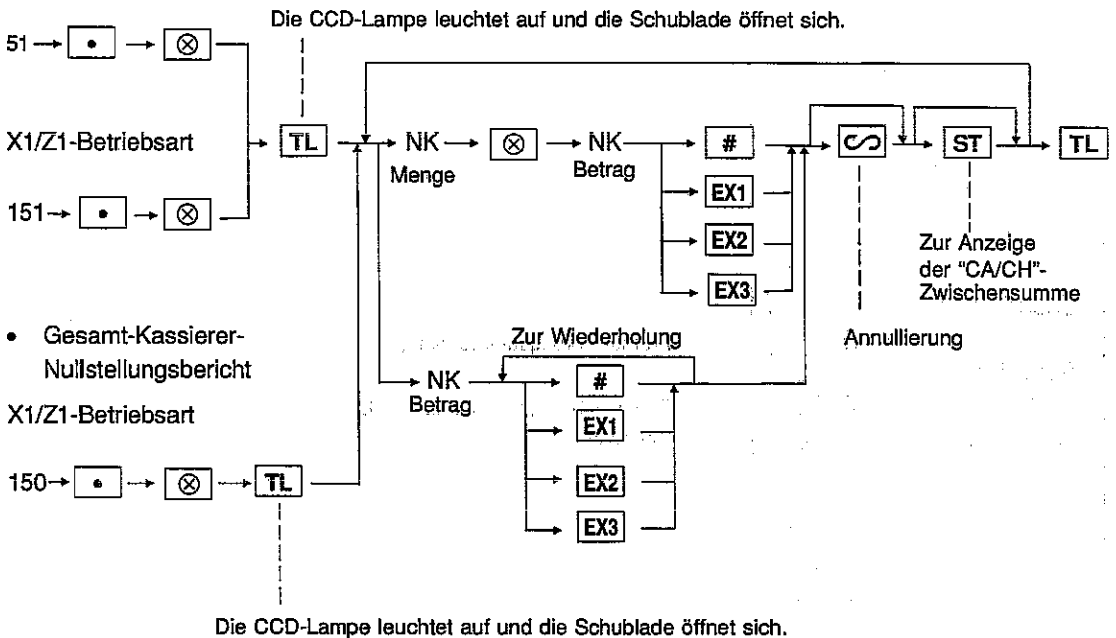 Die CCD-Lampe leuchtet auf und die Schublade öffnet sich.
51 → • → ⊗
X1/Z1-Betriebsart
151 → • → ⊗
TL
NK
Menge
⊗
NK
Betrag
#
EX1
EX2
EX3
ST
TL
Zur Anzeige
der "CA/CH"-
Zwischensumme
Annullierung
• Gesamt-Kassierer-
Nullstellungsbericht
X1/Z1-Betriebsart
150 → • → ⊗ → TL
Zur Wiederholung
NK
Betrag
#
EX1
EX2
EX3
Die CCD-Lampe leuchtet auf und die Schublade öffnet sich.